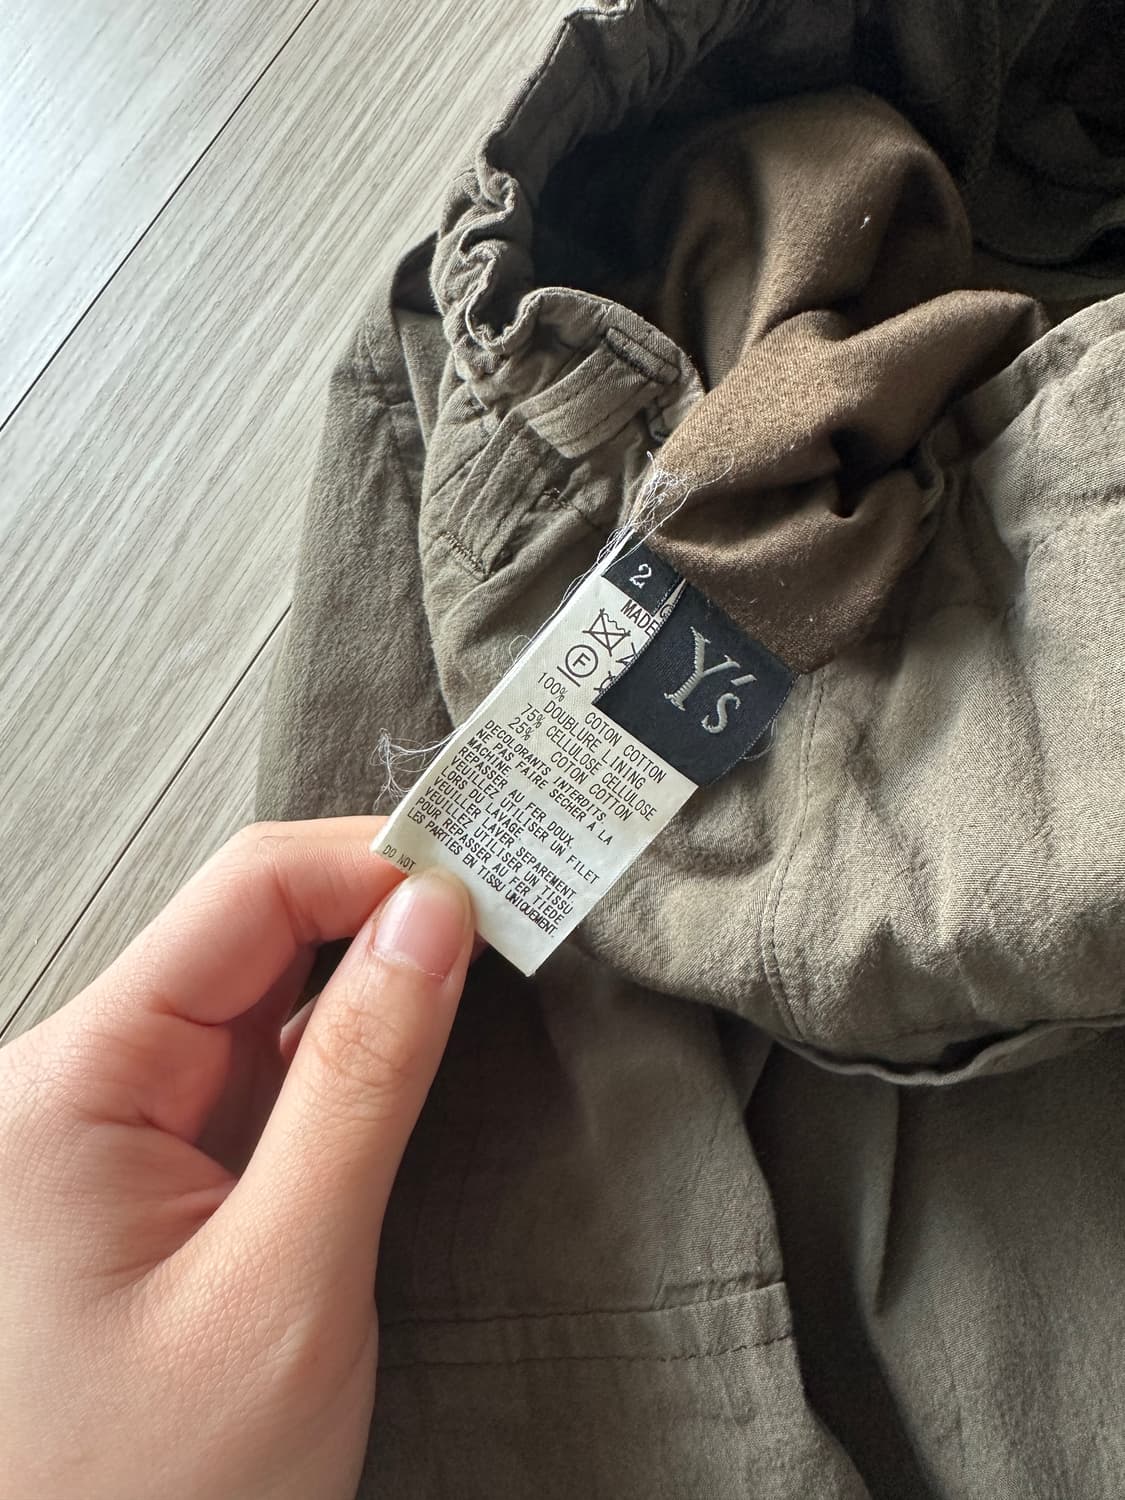 2
MADE
Y's
F
100% COTON COTTON
DOUBLURE LINING
75% CELLULOSE CELLULOSE
25% COTON COTTON
DECOLORANTS INTERDITS
NE PAS FAIRE SECHER A LA
MACHINE
REPASSER AU FER DOUX.
VEUILLEZ UTILISER UN FILET
LORS DU LAVAGE.
VEUILLER LAVER SEPAREMENT
VEUILLEZ UTILISER UN TISSU
POUR REPASSER AU FER TIEDE
LES PARTIES EN TISSU UNIQUEMENT.
DO NOT